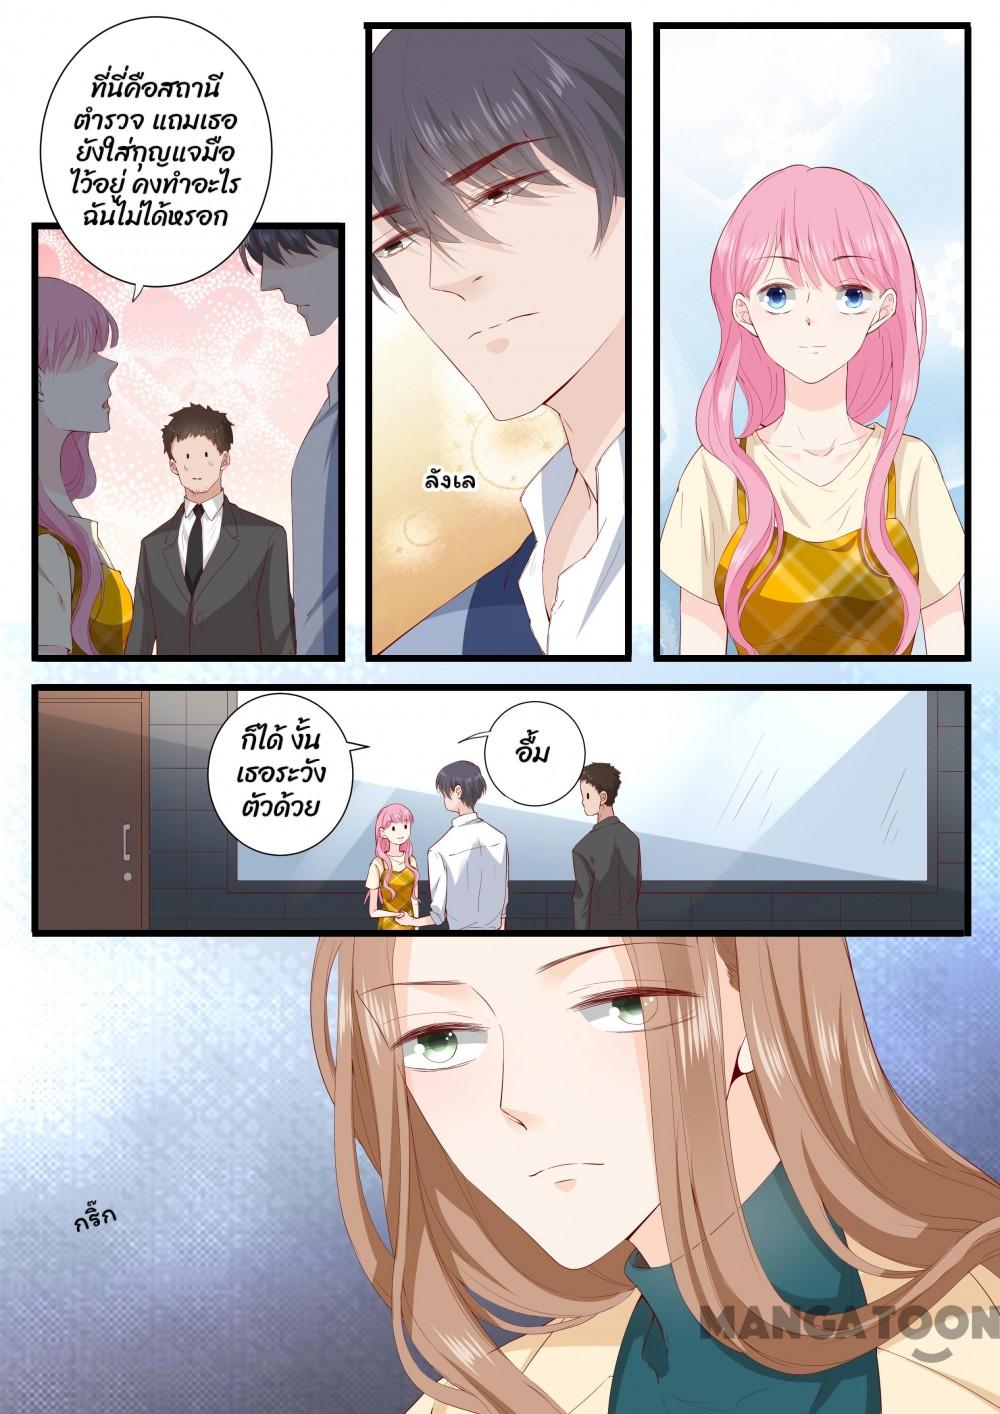 ที่นี่คือสถานี
ตำรวจ แถมเธอ
ยังใส่กุญแจมือ
ไว้อยู่ คงทำอะไร
ฉันไม่ได้หรอก
ลังเล
ก็ได้ งั้น
เธอระวัง
ตัวด้วย
อื้ม
กริ๊ก
MANGATOON